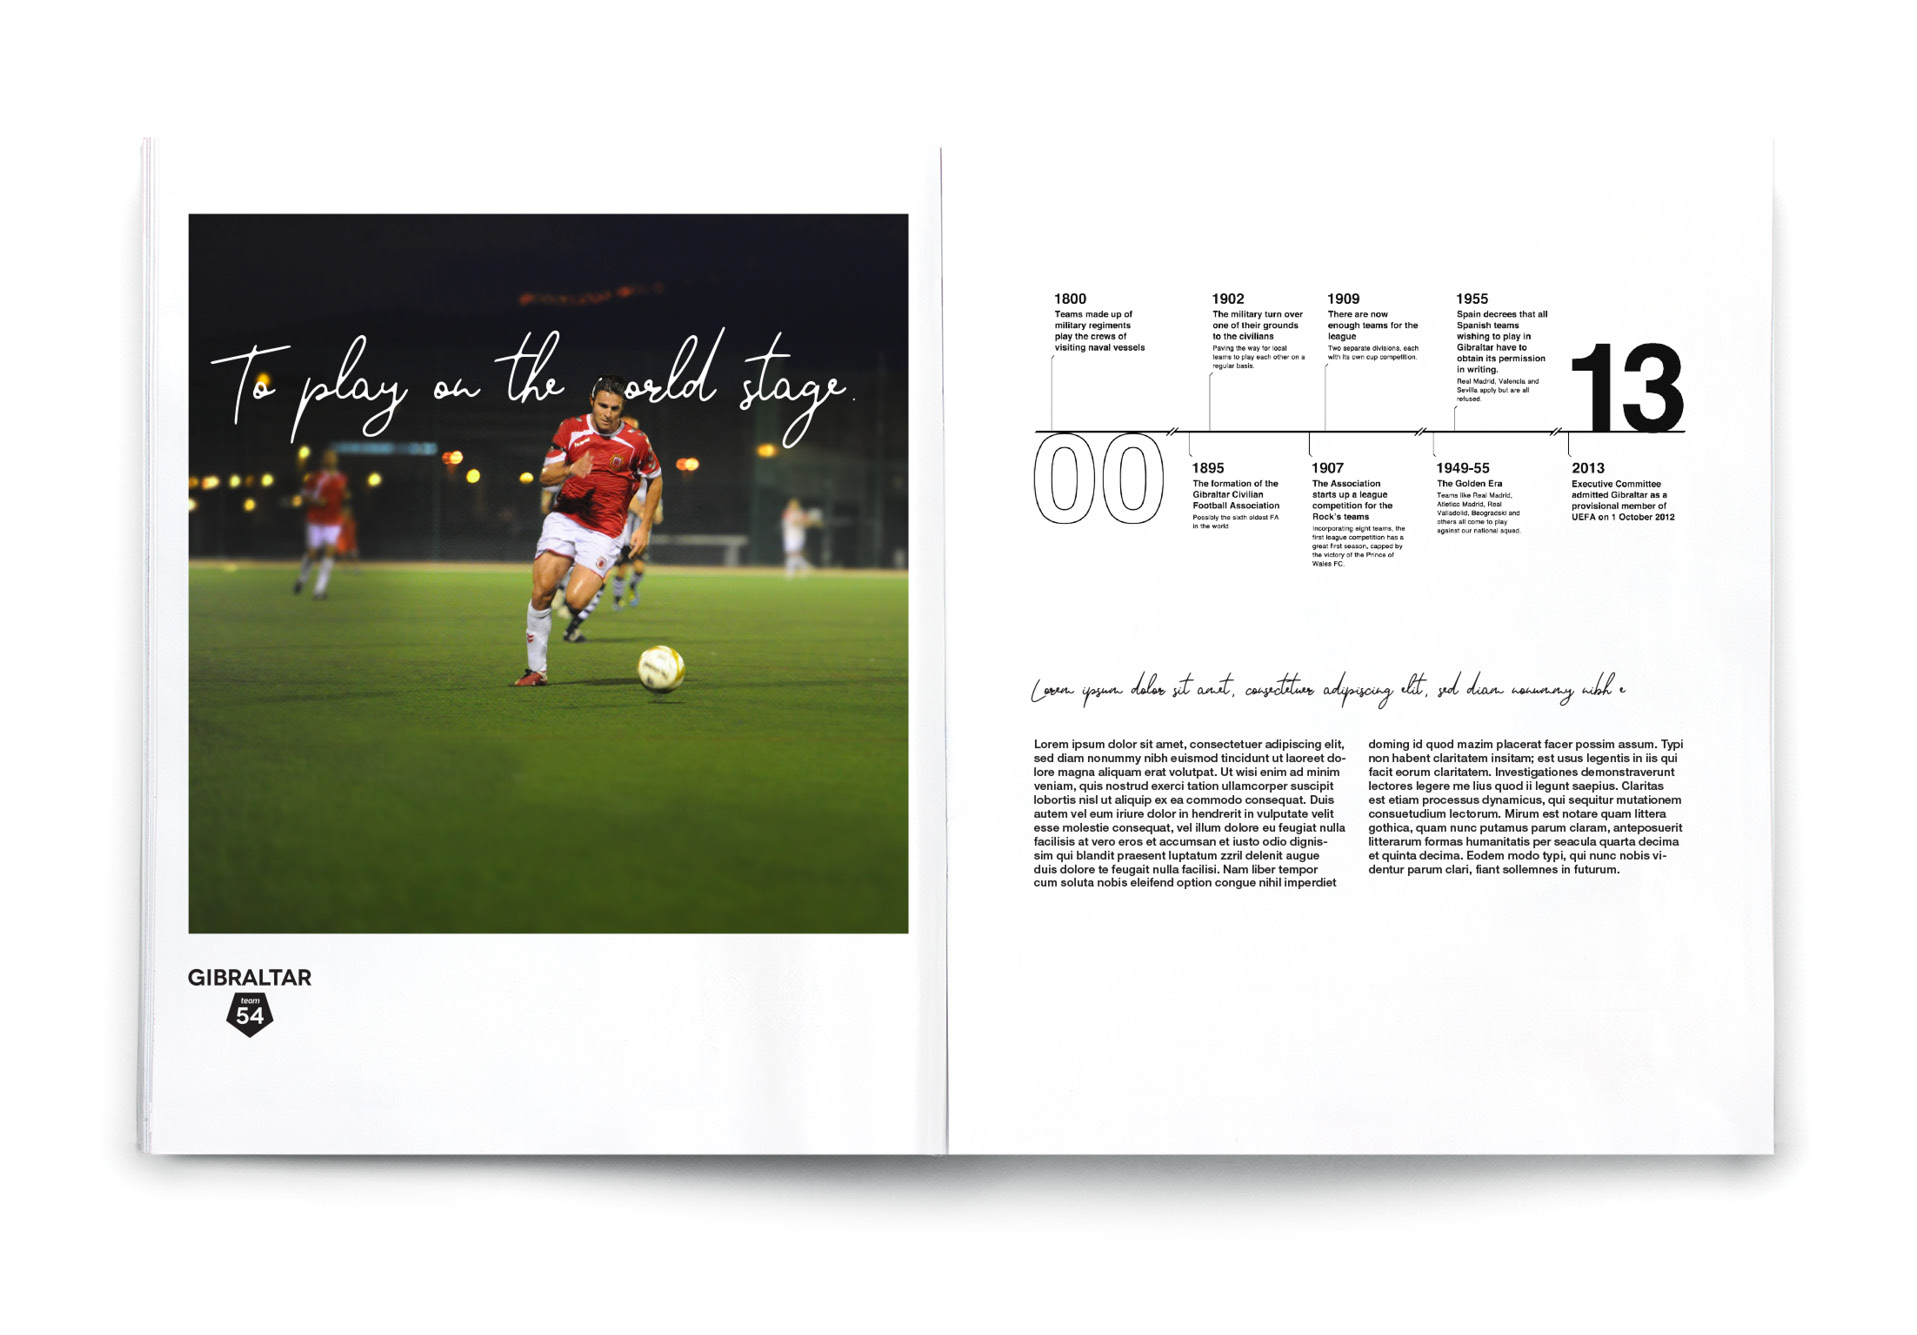 To play on the world stage.
GIBRALTAR
team
54
1800
Teams made up of
military regiments
play the crews of
visiting naval vessels
1902
The military turn over
one of their grounds
to the civilians
Paving the way for local
teams to play each other on a
regular basis.
1909
There are now
enough teams for the
league
Two separate divisions, each
with its own cup competition.
1955
Spain decrees that all
Spanish teams
wishing to play in
Gibraltar have to
obtain its permission
in writing.
Real Madrid, Valencia and
Sevilla apply but are all
refused.
13
00
1895
The formation of the
Gibraltar Civilian
Football Association
Possibly the sixth oldest FA
in the world
1907
The Association
starts up a league
competition for the
Rock's teams
Incorporating eight teams, the
first league competition has a
great first season, capped by
the victory of the Prince of
Wales FC.
1949-55
The Golden Era
Teams like Real Madrid,
Atletico Madrid, Real
Valladolid, Beogradski and
others all come to play
against our national squad.
2013
Executive Committee
admitted Gibraltar as a
provisional member of
UEFA on 1 October 2012
Lorem ipsum dolor sit amet, consectetuer adipiscing elit, sed diam nonummy nibh e
Lorem ipsum dolor sit amet, consectetuer adipiscing elit,
sed diam nonummy nibh euismod tincidunt ut laoreet do-
lore magna aliquam erat volutpat. Ut wisi enim ad minim
veniam, quis nostrud exerci tation ullamcorper suscipit
lobortis nisl ut aliquip ex ea commodo consequat. Duis
autem vel eum iriure dolor in hendrerit in vulputate velit
esse molestie consequat, vel illum dolore eu feugiat nulla
facilisis at vero eros et accumsan et iusto odio dignis-
sim qui blandit praesent luptatum zzril delenit augue
duis dolore te feugait nulla facilisi. Nam liber tempor
cum soluta nobis eleifend option congue nihil imperdiet
doming id quod mazim placerat facer possim assum. Typi
non habent claritatem insitam; est usus legentis in iis qui
facit eorum claritatem. Investigationes demonstraverunt
lectores legere me lius quod ii legunt saepius. Claritas
est etiam processus dynamicus, qui sequitur mutationem
consuetudium lectorum. Mirum est notare quam littera
gothica, quam nunc putamus parum claram, anteposuerit
litterarum formas humanitatis per seacula quarta decima
et quinta decima. Eodem modo typi, qui nunc nobis vi-
dentur parum clari, fiant sollemnes in futurum.